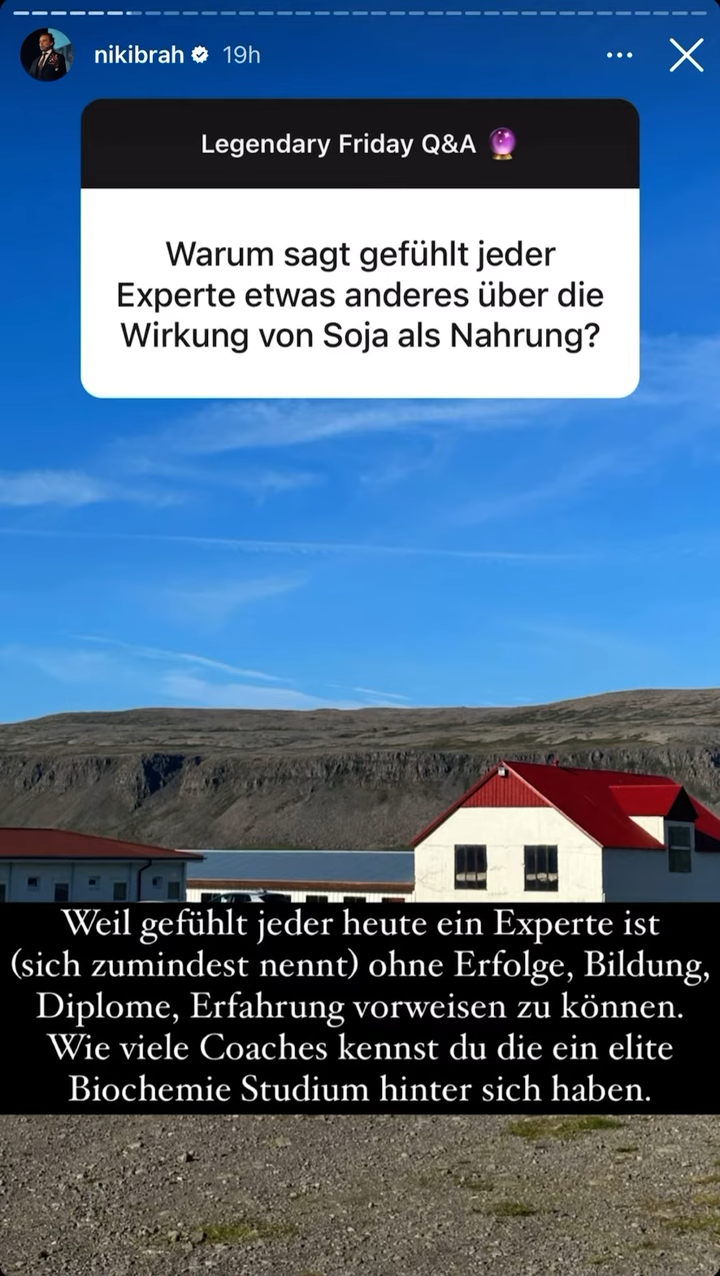 nikibrah 19h
Legendary Friday Q&A 🔮
Warum sagt gefühlt jeder
Experte etwas anderes über die
Wirkung von Soja als Nahrung?
Weil gefühlt jeder heute ein Experte ist
(sich zumindest nennt) ohne Erfolge, Bildung,
Diplome, Erfahrung vorweisen zu können.
Wie viele Coaches kennst du die ein elite
Biochemie Studium hinter sich haben.